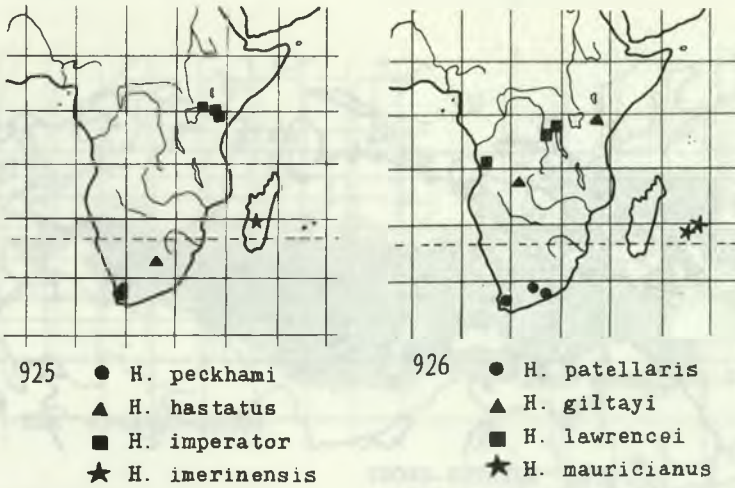 925
● H. peckhami
▲ H. hastatus
■ H. imperator
★ H. imerinensis
926
● H. patellaris
▲ H. giltayi
■ H. lawrencei
★ H. mauricianus